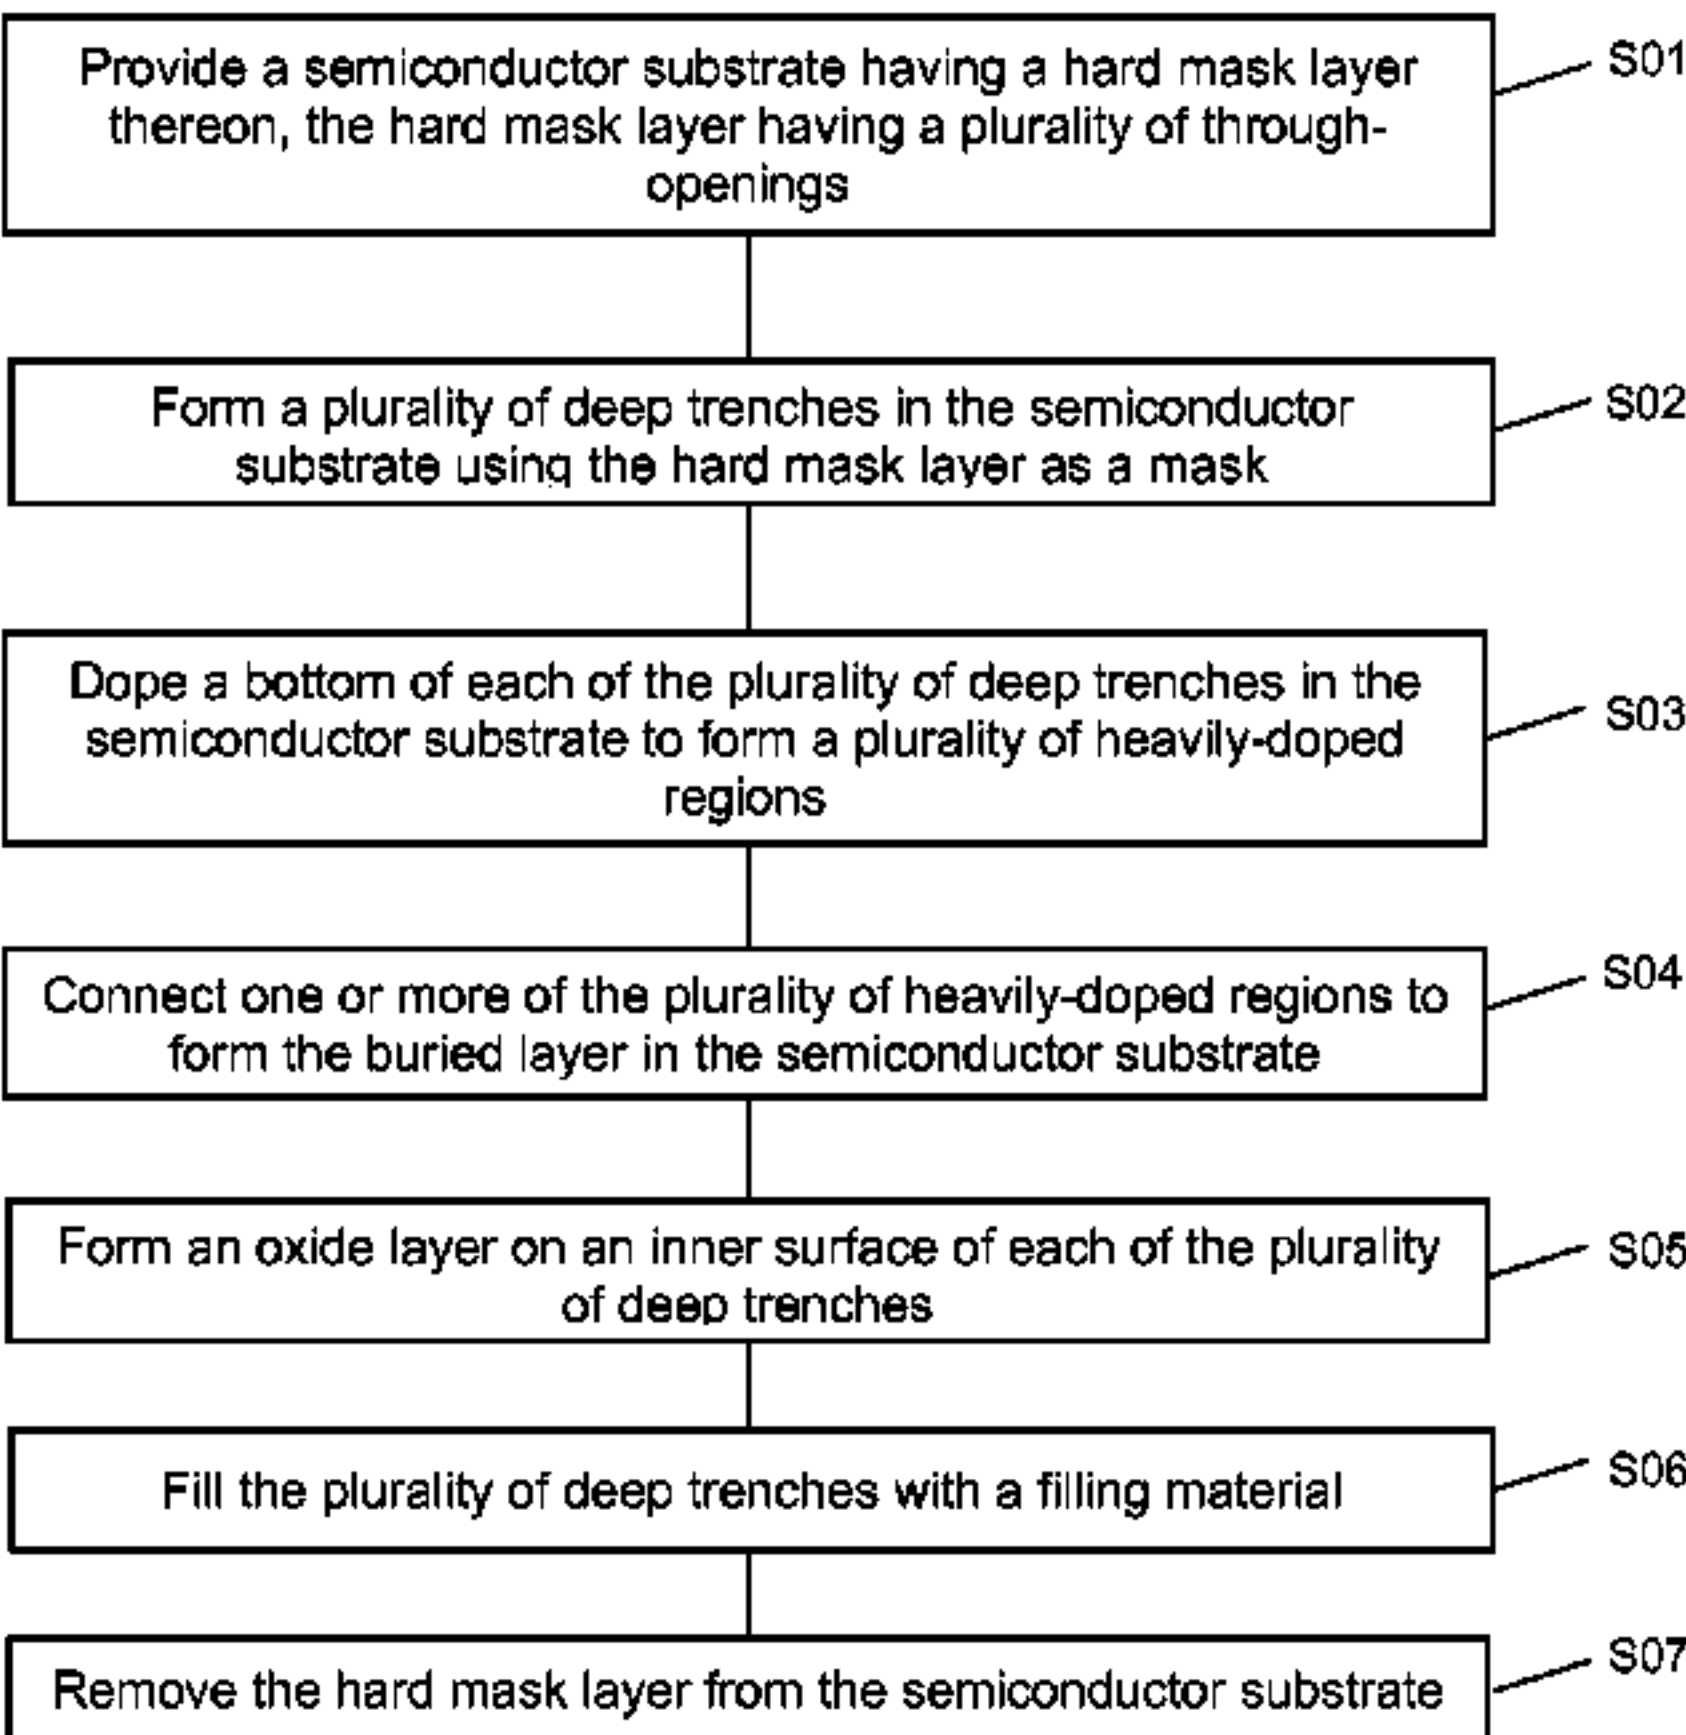 Provide a semiconductor substrate having a hard mask layer
thereon, the hard mask layer having a plurality of through-
openings
S01
Form a plurality of deep trenches in the semiconductor
substrate using the hard mask layer as a mask
S02
Dope a bottom of each of the plurality of deep trenches in the
semiconductor substrate to form a plurality of heavily-doped
regions
S03
Connect one or more of the plurality of heavily-doped regions to
form the buried layer in the semiconductor substrate
S04
Form an oxide layer on an inner surface of each of the plurality
of deep trenches
S05
Fill the plurality of deep trenches with a filling material
S06
Remove the hard mask layer from the semiconductor substrate
S07